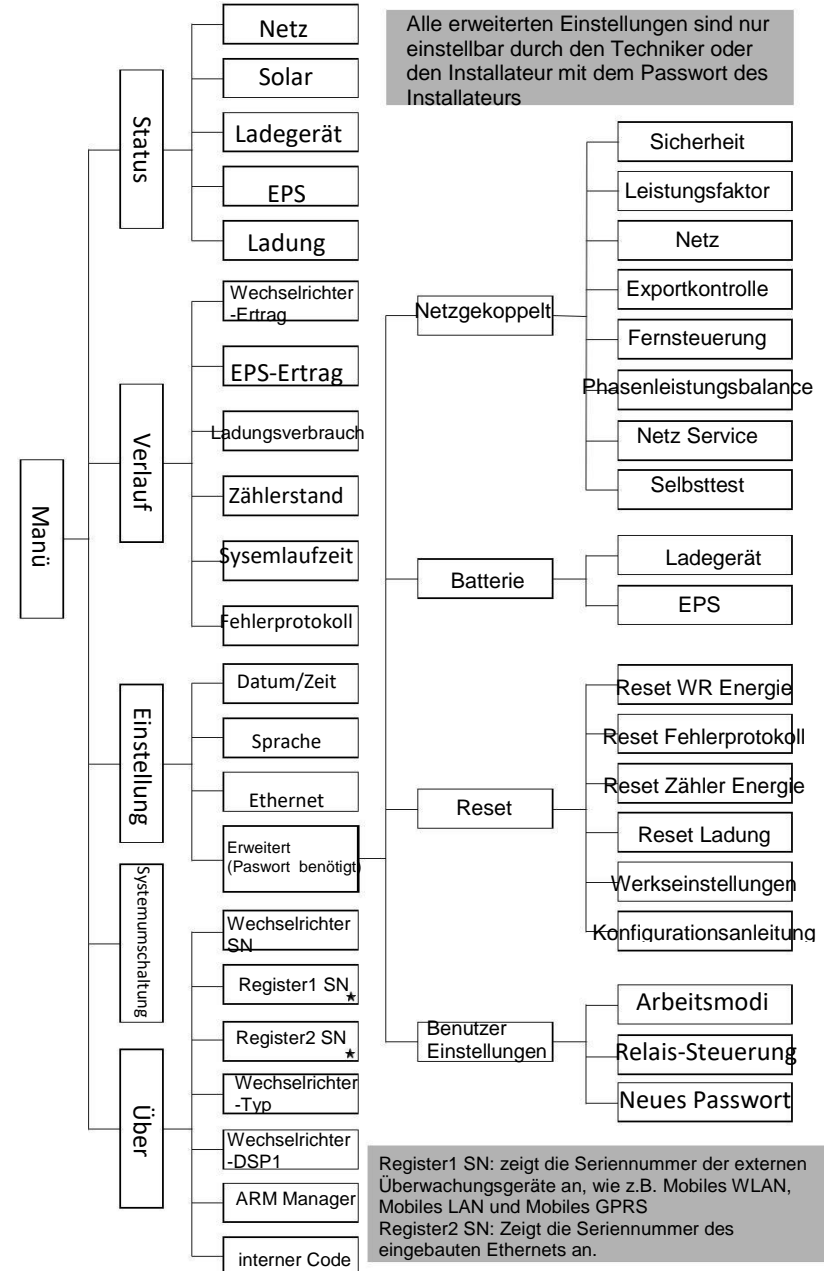 Manü
Status
Netz
Solar
Ladegerät
EPS
Ladung
Verlauf
Wechselrichter
-Ertrag
EPS-Ertrag
Ladungsverbrauch
Zählerstand
Sysemlaufzeit
Fehlerprotokoll
Einstellung
Datum/Zeit
Sprache
Ethernet
Erweitert
(Paswort benötigt)
Systemumschaltung
Über
Wechselrichter
SN
Register1 SN
★
Register2 SN
★
Wechselrichter
-Typ
Wechselrichter
-DSP1
ARM Manager
interner Code
Alle erweiterten Einstellungen sind nur
einstellbar durch den Techniker oder
den Installateur mit dem Passwort des
Installateurs
Netzgekoppelt
Sicherheit
Leistungsfaktor
Netz
Exportkontrolle
Fernsteuerung
Phasenleistungsbalance
Netz Service
Selbsttest
Batterie
Ladegerät
EPS
Reset
Reset WR Energie
Reset Fehlerprotokoll
Reset Zähler Energie
Reset Ladung
Werkseinstellungen
Konfigurationsanleitung
Benutzer
Einstellungen
Arbeitsmodi
Relais-Steuerung
Neues Passwort
Register1 SN: zeigt die Seriennummer der externen
Überwachungsgeräte an, wie z.B. Mobiles WLAN,
Mobiles LAN und Mobiles GPRS
Register2 SN: Zeigt die Seriennummer des
eingebauten Ethernets an.